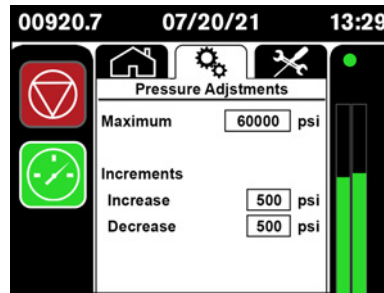 00920.7 07/20/21 13:29
Pressure Adjstments
Maximum 60000 psi
Increments
Increase 500 psi
Decrease 500 psi